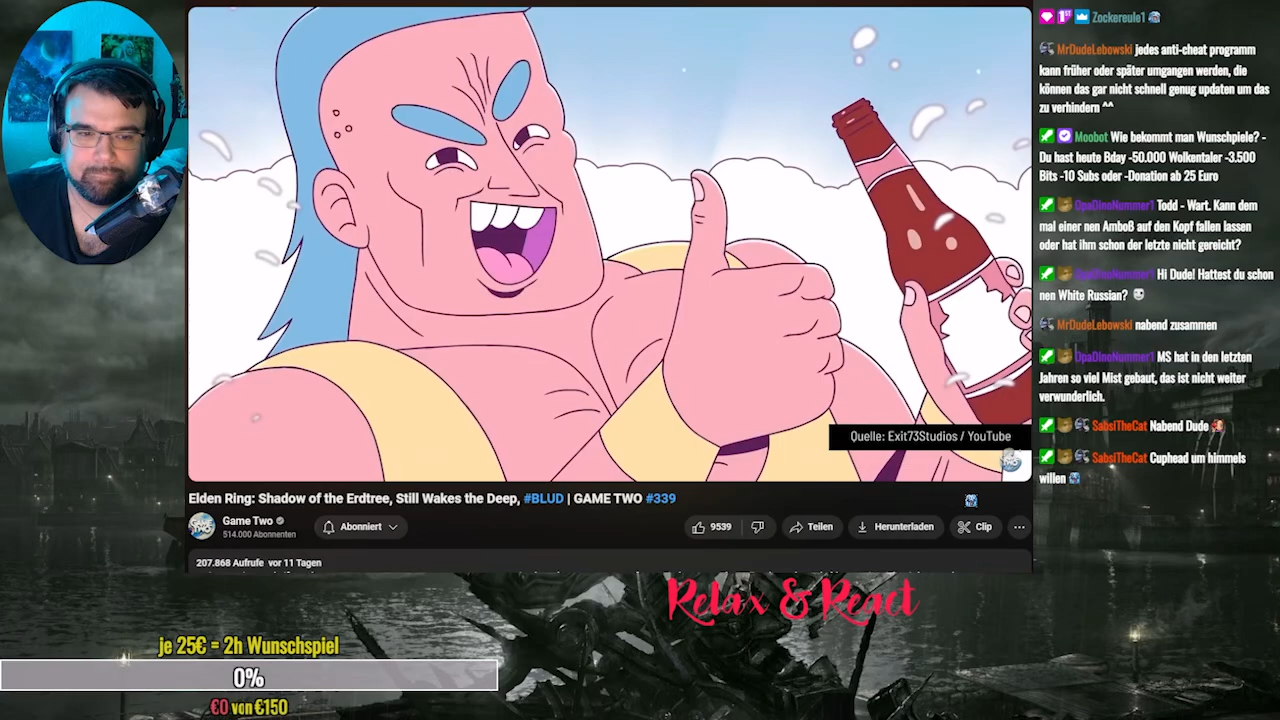 Zockereule1
MrDudeLebowski jedes anti-cheat programm
kann früher oder später umgangen werden, die
können das gar nicht schnell genug updaten um das
zu verhindern ^^
Moobot Wie bekommt man Wunschpiele? -
Du hast heute Bday -50.000 Wolkentaler -3.500
Bits -10 Subs oder -Donation ab 25 Euro
OpaDinoNummer1 Todd - Wart. Kann dem
mal einer nen Amboß auf den Kopf fallen lassen
oder hat ihm schon der letzte nicht gereicht?
OpaDinoNummer1 Hi Dude! Hattest du schon
nen White Russian?
MrDudeLebowski nabend zusammen
OpaDinoNummer1 MS hat in den letzten
Jahren so viel Mist gebaut, das ist nicht weiter
verwunderlich.
SabsiTheCat Nabend Dude
SabsiTheCat Cuphead um himmels
willen
Quelle: Exit73Studios / YouTube
Elden Ring: Shadow of the Erdtree, Still Wakes the Deep, #BLUD | GAME TWO #339
Game Two
514.000 Abonnenten
Abonniert
9539
Teilen
Herunterladen
Clip
207.868 Aufrufe vor 11 Tagen
Relax & React
je 25€ = 2h Wunschspiel
0%
€0 von €150